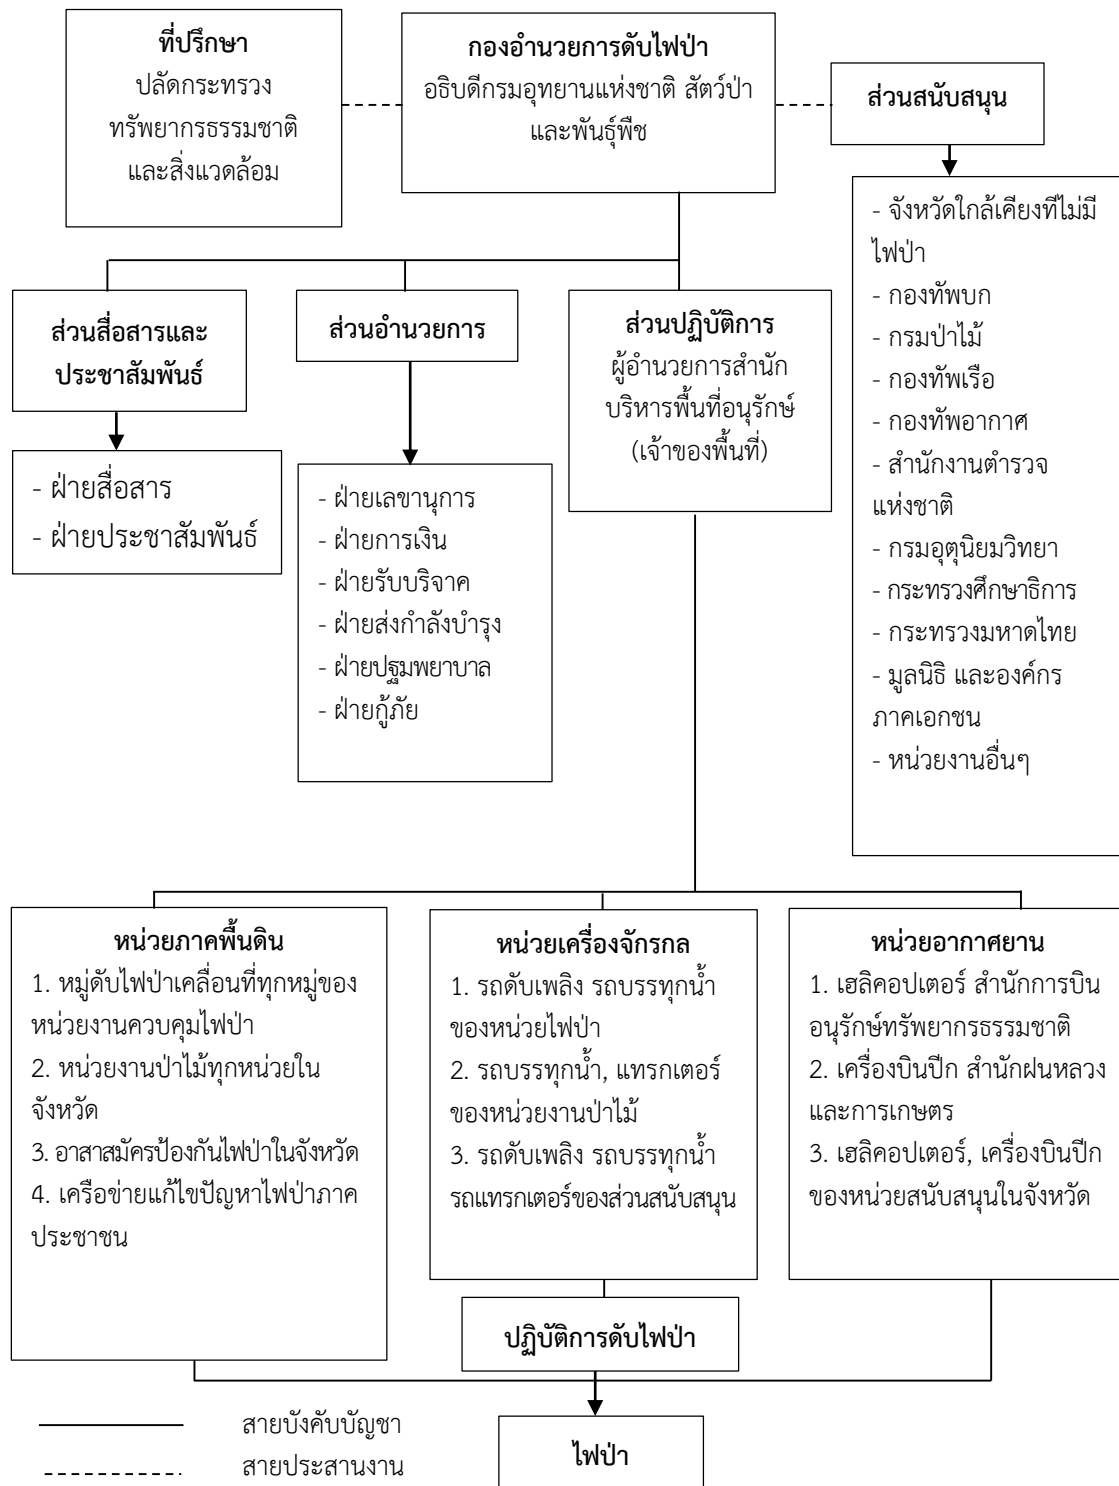 ที่ปรึกษา
ปลัดกระทรวง
ทรัพยากรธรรมชาติ
และสิ่งแวดล้อม
กองอำนวยการดับไฟป่า
อธิบดีกรมอุทยานแห่งชาติ สัตว์ป่า
และพันธุ์พืช
ส่วนสนับสนุน
- จังหวัดใกล้เคียงที่ไม่มี
ไฟป่า
- กองทัพบก
- กรมป่าไม้
- กองทัพเรือ
- กองทัพอากาศ
- สำนักงานตำรวจ
แห่งชาติ
- กรมอุตุนิยมวิทยา
- กระทรวงศึกษาธิการ
- กระทรวงมหาดไทย
- มูลนิธิ และองค์กร
ภาคเอกชน
- หน่วยงานอื่นๆ
ส่วนสื่อสารและ
ประชาสัมพันธ์
- ฝ่ายสื่อสาร
- ฝ่ายประชาสัมพันธ์
ส่วนอำนวยการ
- ฝ่ายเลขานุการ
- ฝ่ายการเงิน
- ฝ่ายรับบริจาค
- ฝ่ายส่งกำลังบำรุง
- ฝ่ายปฐมพยาบาล
- ฝ่ายกู้ภัย
ส่วนปฏิบัติการ
ผู้อำนวยการสำนัก
บริหารพื้นที่อนุรักษ์
(เจ้าของพื้นที่)
หน่วยภาคพื้นดิน
1. หมู่ดับไฟป่าเคลื่อนที่ทุกหมู่ของ
หน่วยงานควบคุมไฟป่า
2. หน่วยงานป่าไม้ทุกหน่วยใน
จังหวัด
3. อาสาสมัครป้องกันไฟป่าในจังหวัด
4. เครือข่ายแก้ไขปัญหาไฟป่าภาค
ประชาชน
หน่วยเครื่องจักรกล
1. รถดับเพลิง รถบรรทุกน้ำ
ของหน่วยไฟป่า
2. รถบรรทุกน้ำ, แทรกเตอร์
ของหน่วยงานป่าไม้
3. รถดับเพลิง รถบรรทุกน้ำ
รถแทรกเตอร์ของส่วนสนับสนุน
หน่วยอากาศยาน
1. เฮลิคอปเตอร์ สำนักการบิน
อนุรักษ์ทรัพยากรธรรมชาติ
2. เครื่องบินปีก สำนักฝนหลวง
และการเกษตร
3. เฮลิคอปเตอร์, เครื่องบินปีก
ของหน่วยสนับสนุนในจังหวัด
ปฏิบัติการดับไฟป่า
ไฟป่า
สายบังคับบัญชา
สายประสานงาน